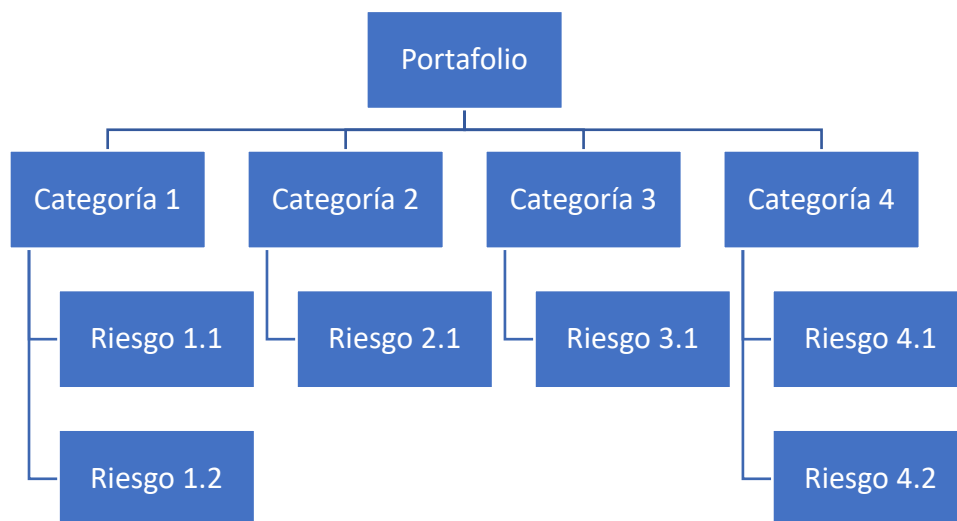 Portafolio
Categoría 1
Categoría 2
Categoría 3
Categoría 4
Riesgo 1.1
Riesgo 2.1
Riesgo 3.1
Riesgo 4.1
Riesgo 1.2
Riesgo 4.2